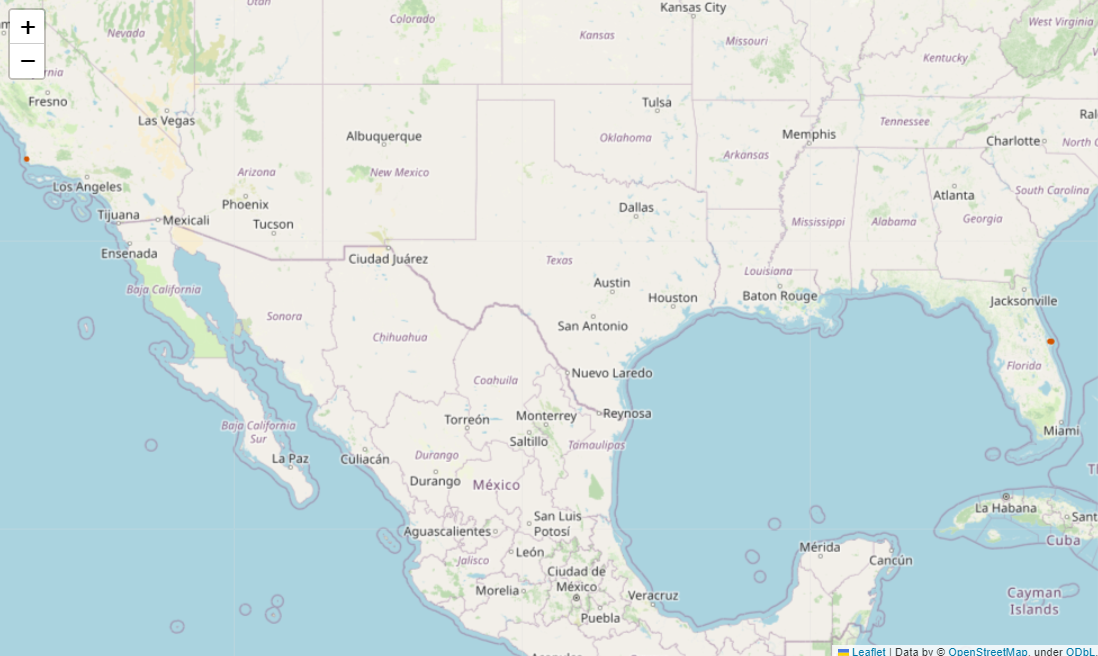 +
−
Utah
Colorado
Kansas City
Nevada
Kansas
Missouri
West Virginia
Kentucky
Fresno
Las Vegas
Tulsa
Albuquerque
Oklahoma
Memphis
Tennessee
Charlotte
Arkansas
Arizona
New Mexico
Los Angeles
Atlanta
South Carolina
Phoenix
Dallas
Tijuana
Mexicali
Tucson
Mississippi
Alabama
Georgia
Ensenada
Ciudad Juárez
Texas
Louisiana
Baja California
Austin
Houston
Baton Rouge
Jacksonville
Sonora
San Antonio
Chihuahua
Florida
Nuevo Laredo
Coahuila
Torreón
Monterrey
Reynosa
Baja California
Sur
Saltillo
Tamaulipas
Miami
La Paz
Culiacán
Durango
Durango
México
La Habana
San Luis
Potosí
Aguascalientes
Cuba
León
Mérida
Cancún
Jalisco
Ciudad de
México
Morelia
Veracruz
Cayman
Islands
Puebla
Leaflet | Data by © OpenStreetMap, under ODbL.